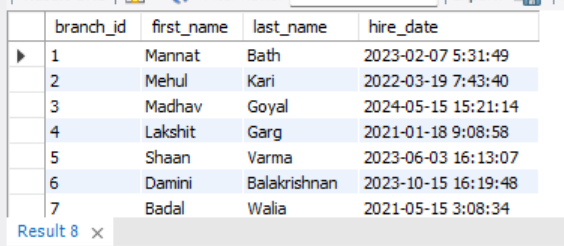 branch_id first_name last_name hire_date
1 Mannat Bath 2023-02-07 5:31:49
2 Mehul Kari 2022-03-19 7:43:40
3 Madhav Goyal 2024-05-15 15:21:14
4 Lakshit Garg 2021-01-18 9:08:58
5 Shaan Varma 2023-06-03 16:13:07
6 Damini Balakrishnan 2023-10-15 16:19:48
7 Badal Walia 2021-05-15 3:08:34
Result 8